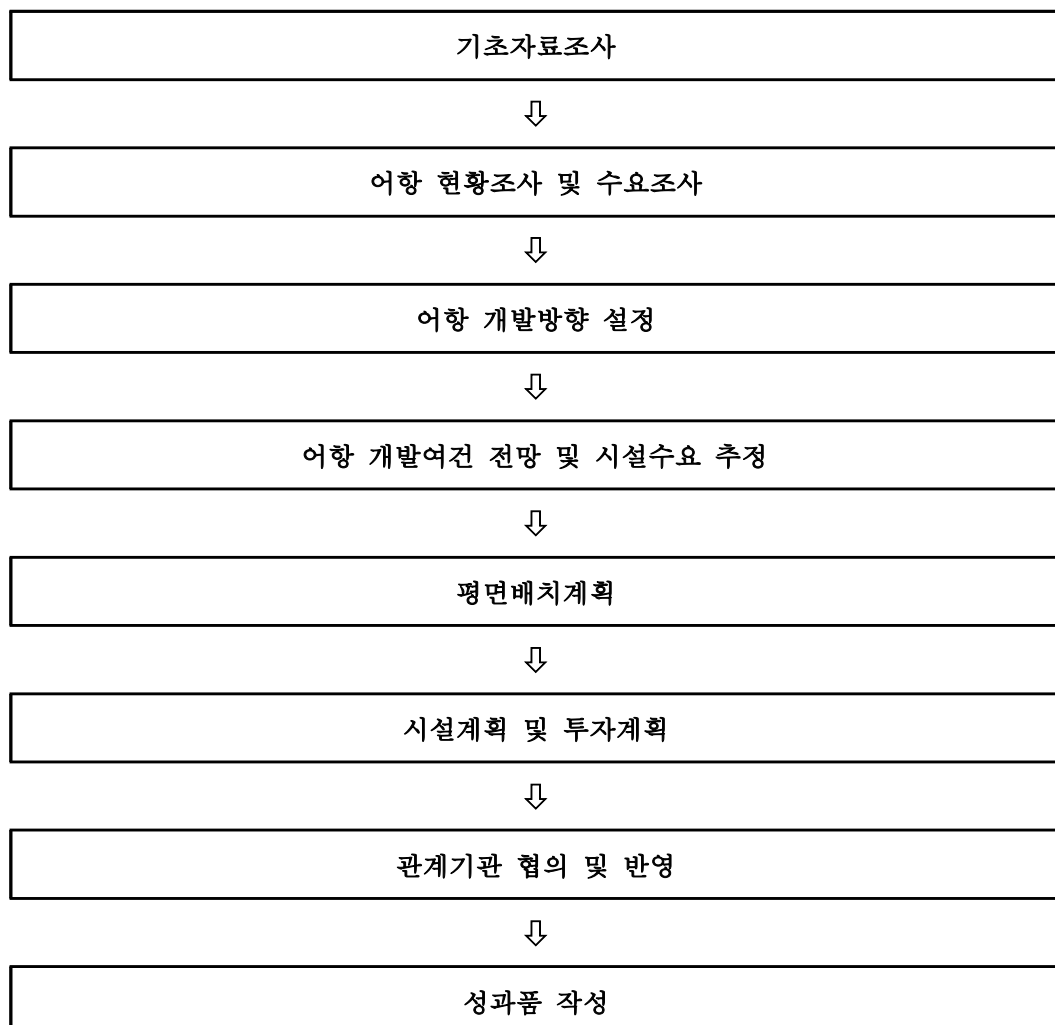 기초자료조사
⇩
어항 현황조사 및 수요조사
⇩
어항 개발방향 설정
⇩
어항 개발여건 전망 및 시설수요 추정
⇩
평면배치계획
⇩
시설계획 및 투자계획
⇩
관계기관 협의 및 반영
⇩
성과품 작성